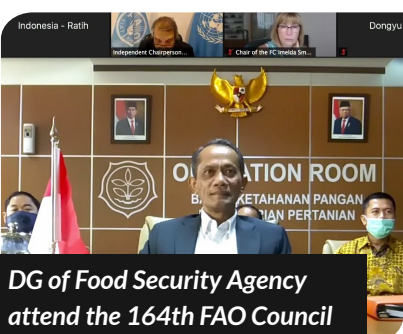 Indonesia - Ratih
Independent Chairperson...
Chair of the FC Imelda Sm...
Dongyu
ATION ROOM
KETAHANAN PANGAN
PERTANIAN
DG of Food Security Agency
attend the 164th FAO Council